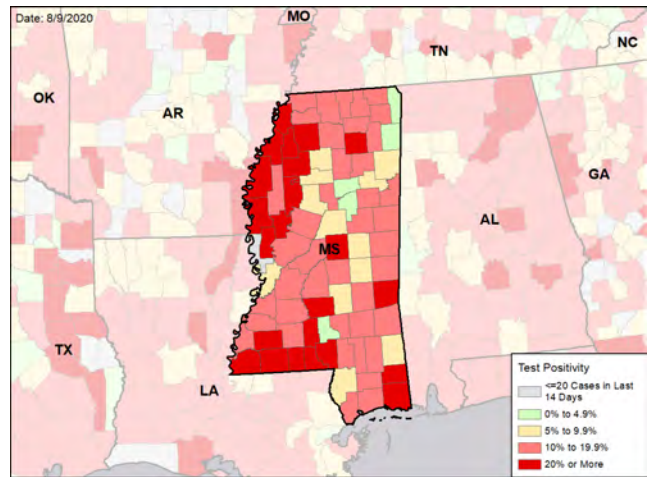 Date: 8/9/2020
MO
NC
TN
OK
AR
GA
AL
MS
TX
LA
Test Positivity
<=20 Cases in Last
14 Days
0% to 4.9%
5% to 9.9%
10% to 19.9%
20% or More